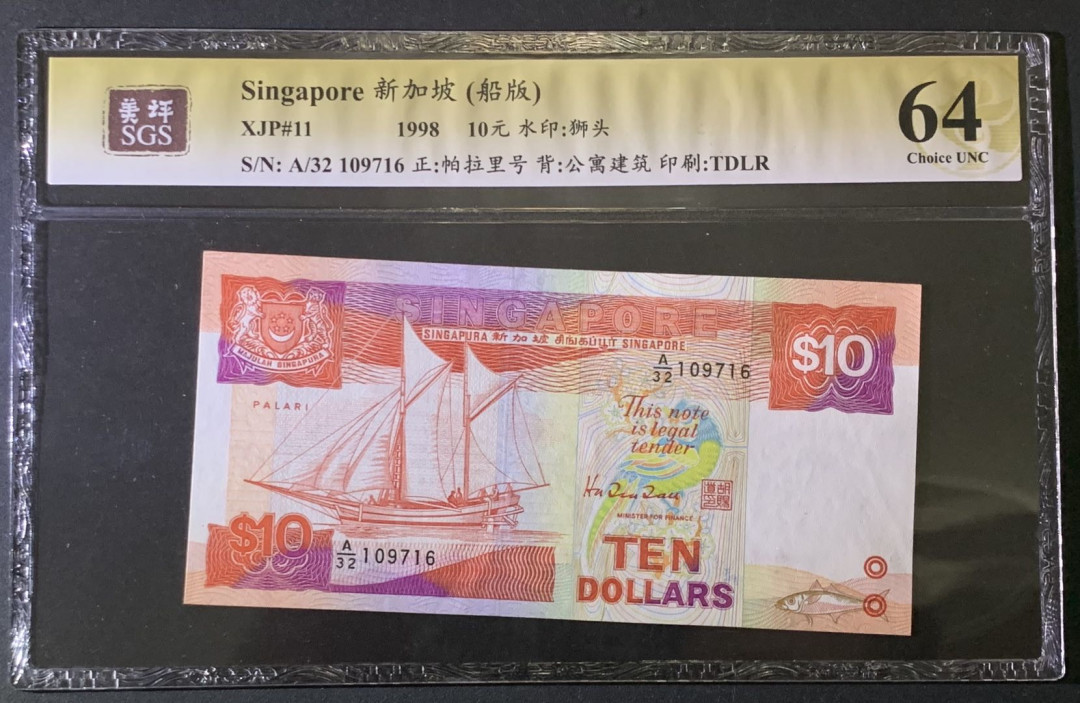 美评
SGS
Singapore 新加坡 (船版)
XJP#11 1998 10元 水印:狮头
S/N: A/32 109716 正:帕拉里号 背:公寓建筑 印刷:TDLR
64
Choice UNC
SINGAPORE
SINGAPURA 新加坡 சிங்கப்பூர் SINGAPORE
MAJULAH SINGAPURA
$10
A/32 109716
PALARI
This note
is legal
tender
Hu Tsu Tau
MINISTER FOR FINANCE
$10
A/32 109716
TEN
DOLLARS